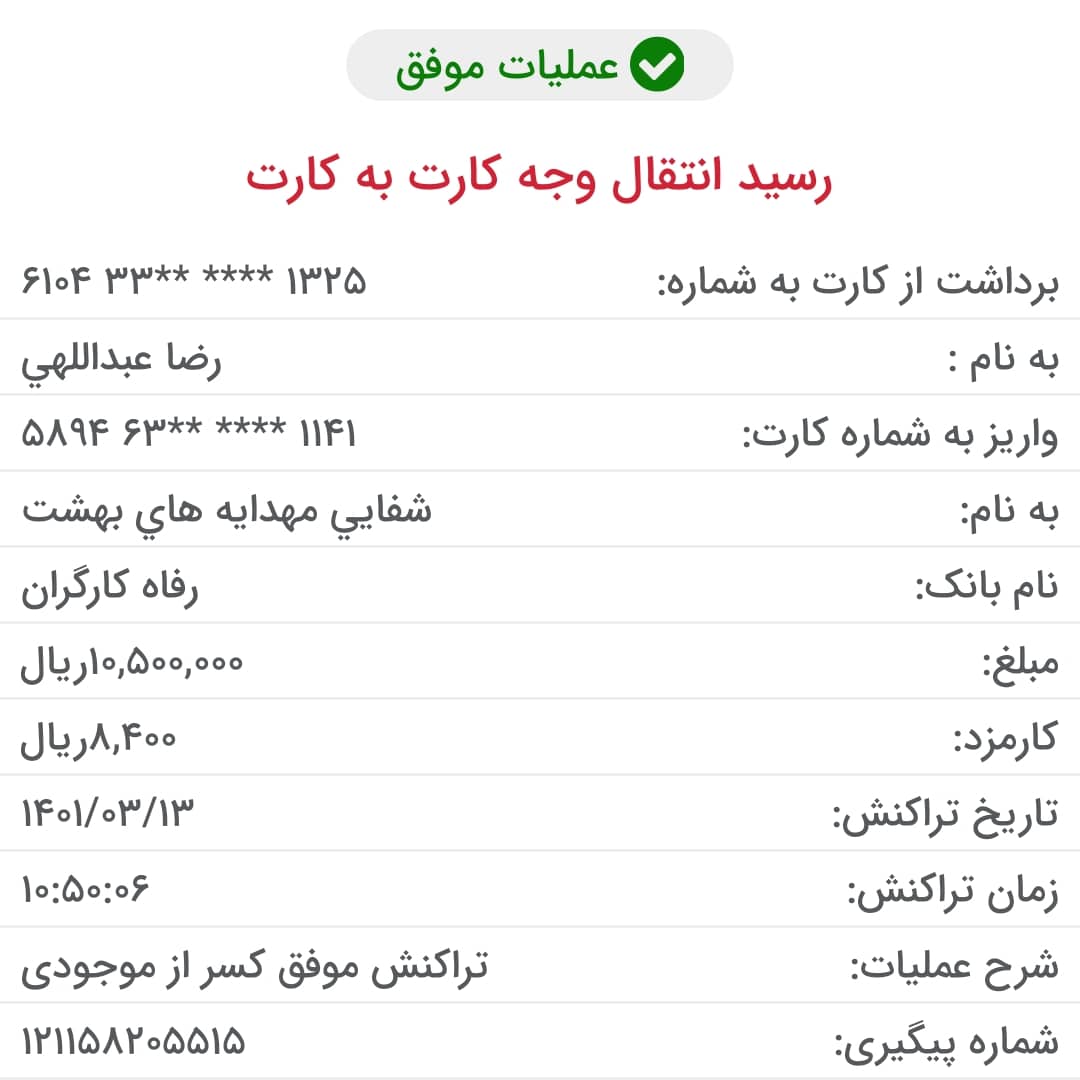 عملیات موفق
رسید انتقال وجه کارت به کارت
برداشت از کارت به شماره: ۶۱۰۴ ۳۳** **** ۱۳۲۵
به نام : رضا عبداللهي
واریز به شماره کارت: ۵۸۹۴ ۶۳** **** ۱۱۴۱
به نام: شفايي مهدايه هاي بهشت
نام بانک: رفاه کارگران
مبلغ: ۱۰,۵۰۰,۰۰۰ریال
کارمزد: ۸,۴۰۰ریال
تاریخ تراکنش: ۱۴۰۱/۰۳/۱۳
زمان تراکنش: ۱۰:۵۰:۰۶
شرح عملیات: تراکنش موفق کسر از موجودی
شماره پیگیری: ۱۲۱۱۵۸۲۰۵۵۱۵